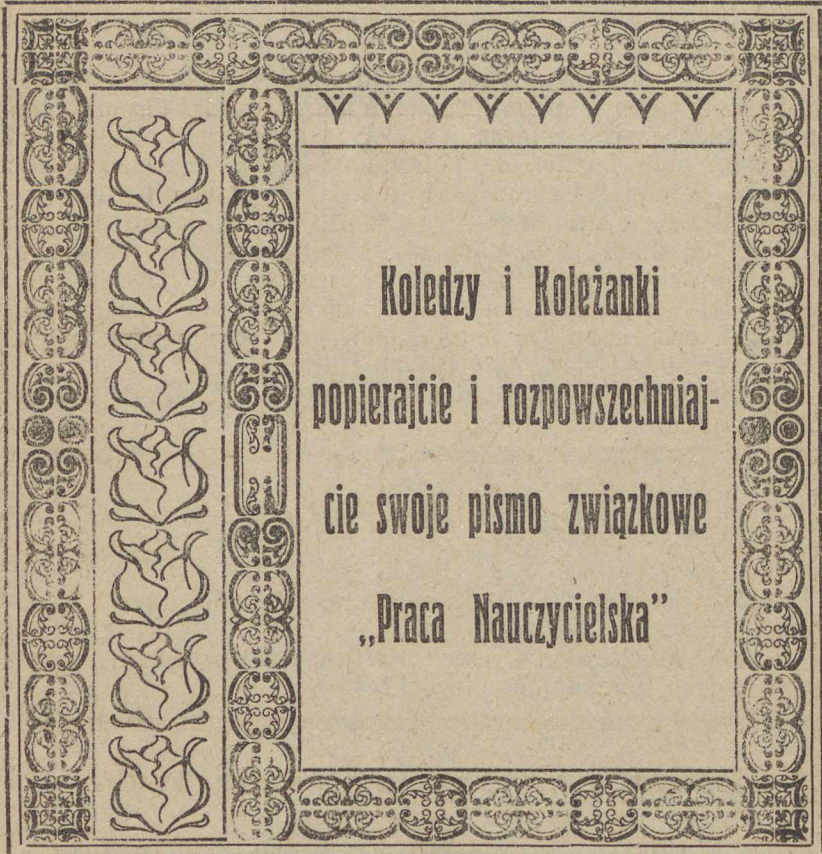 Koledzy i Koleżanki
popierajcie i rozpowszechniaj-
cie swoje pismo związkowe
„Praca Nauczycielska”